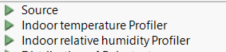 Source
Indoor temperature Profiler
Indoor relative humidity Profiler